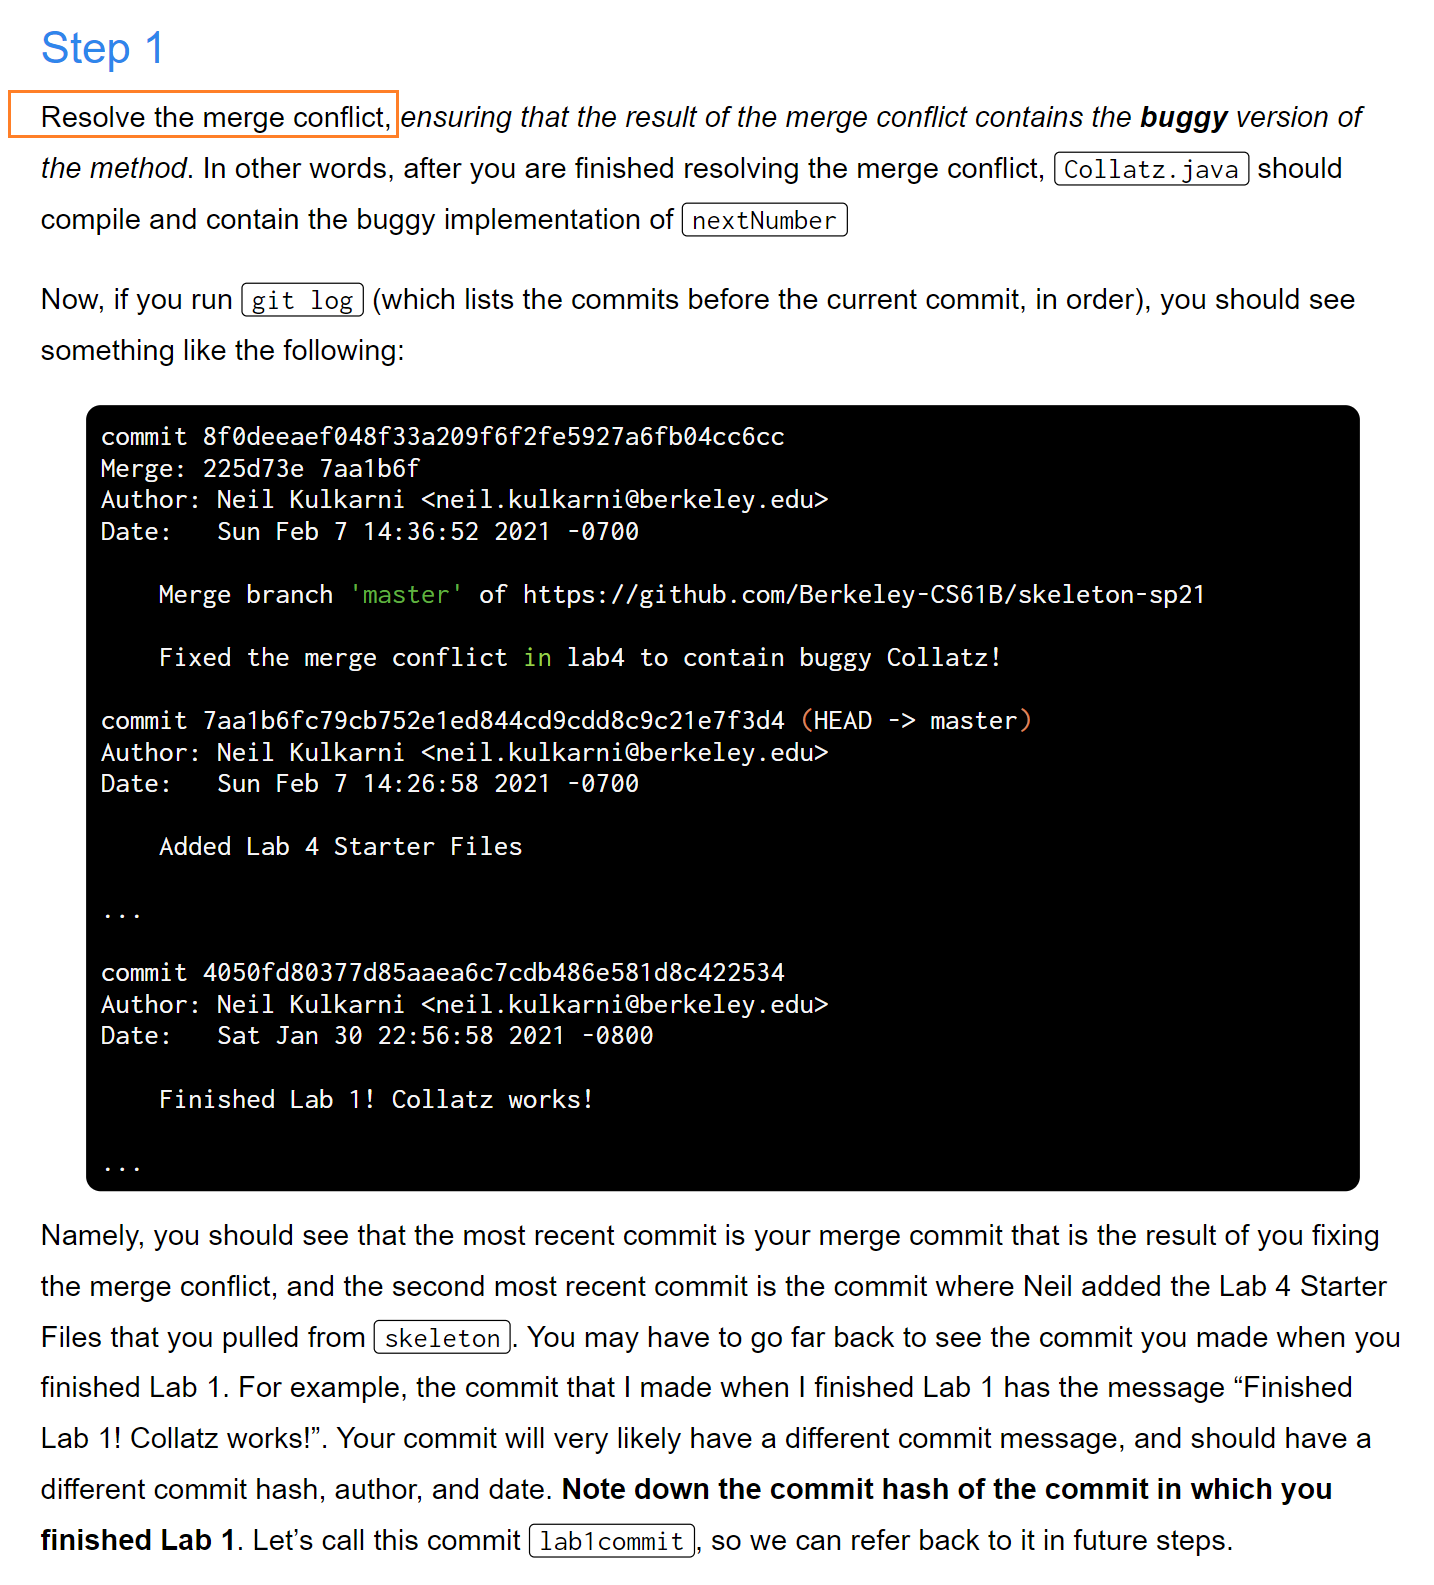 Step 1
Resolve the merge conflict, ensuring that the result of the merge conflict contains the buggy version of
the method. In other words, after you are finished resolving the merge conflict, Collatz.java should
compile and contain the buggy implementation of nextNumber
Now, if you run git log (which lists the commits before the current commit, in order), you should see
something like the following:
commit 8f0deeaef048f33a209f6f2fe5927a6fb04cc6cc
Merge: 225d73e 7aa1b6f
Author: Neil Kulkarni <neil.kulkarni@berkeley.edu>
Date:   Sun Feb 7 14:36:52 2021 -0700
    Merge branch 'master' of https://github.com/Berkeley-CS61B/skeleton-sp21
    Fixed the merge conflict in lab4 to contain buggy Collatz!
commit 7aa1b6fc79cb752e1ed844cd9cdd8c9c21e7f3d4 (HEAD -> master)
Author: Neil Kulkarni <neil.kulkarni@berkeley.edu>
Date:   Sun Feb 7 14:26:58 2021 -0700
    Added Lab 4 Starter Files
...
commit 4050fd80377d85aaea6c7cdb486e581d8c422534
Author: Neil Kulkarni <neil.kulkarni@berkeley.edu>
Date:   Sat Jan 30 22:56:58 2021 -0800
    Finished Lab 1! Collatz works!
...
Namely, you should see that the most recent commit is your merge commit that is the result of you fixing
the merge conflict, and the second most recent commit is the commit where Neil added the Lab 4 Starter
Files that you pulled from skeleton. You may have to go far back to see the commit you made when you
finished Lab 1. For example, the commit that I made when I finished Lab 1 has the message “Finished
Lab 1! Collatz works!”. Your commit will very likely have a different commit message, and should have a
different commit hash, author, and date. Note down the commit hash of the commit in which you
finished Lab 1. Let’s call this commit lab1commit, so we can refer back to it in future steps.